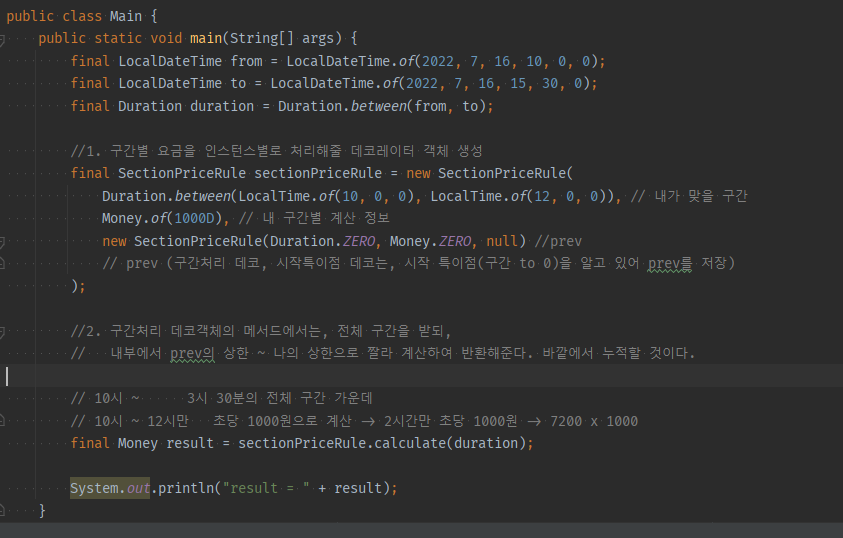 public class Main {
public static void main(String[] args) {
final LocalDateTime from = LocalDateTime.of(2022, 7, 16, 10, 0, 0);
final LocalDateTime to = LocalDateTime.of(2022, 7, 16, 15, 30, 0);
final Duration duration = Duration.between(from, to);
//1. 구간별 요금을 인스턴스별로 처리해줄 데코레이터 객체 생성
final SectionPriceRule sectionPriceRule = new SectionPriceRule(
Duration.between(LocalTime.of(10, 0, 0), LocalTime.of(12, 0, 0)), // 내가 맞을 구간
Money.of(1000D), // 내 구간별 계산 정보
new SectionPriceRule(Duration.ZERO, Money.ZERO, null) //prev
// prev (구간처리 데코, 시작특이점 데코는, 시작 특이점(구간 to 0)을 알고 있어 prev를 저장)
);
//2. 구간처리 데코객체의 메서드에서는, 전체 구간을 받되,
// 내부에서 prev의 상한 ~ 나의 상한으로 짤라 계산하여 반환해준다. 바깥에서 누적할 것이다.
// 10시 ~ 3시 30분의 전체 구간 가운데
// 10시 ~ 12시만 초당 1000원으로 계산 -> 2시간만 초당 1000원 -> 7200 x 1000
final Money result = sectionPriceRule.calculate(duration);
System.out.println("result = " + result);
}